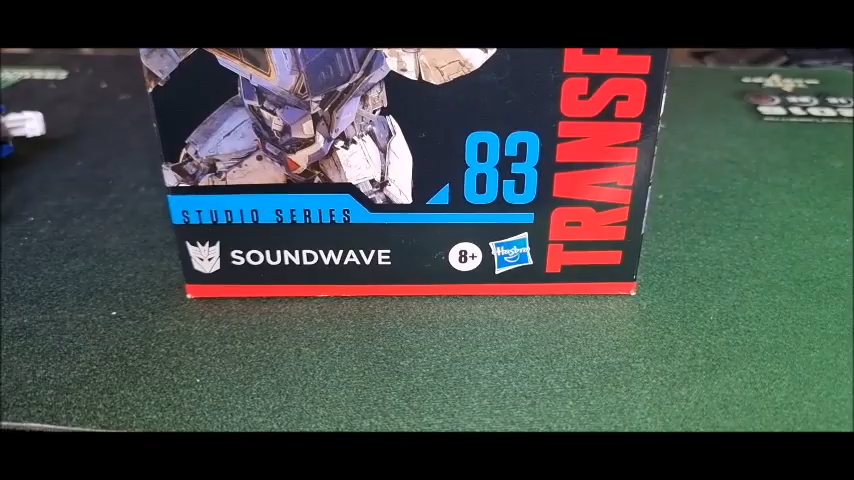 83
STUDIO SERIES
SOUNDWAVE
8+
Hasbro
TRANSF